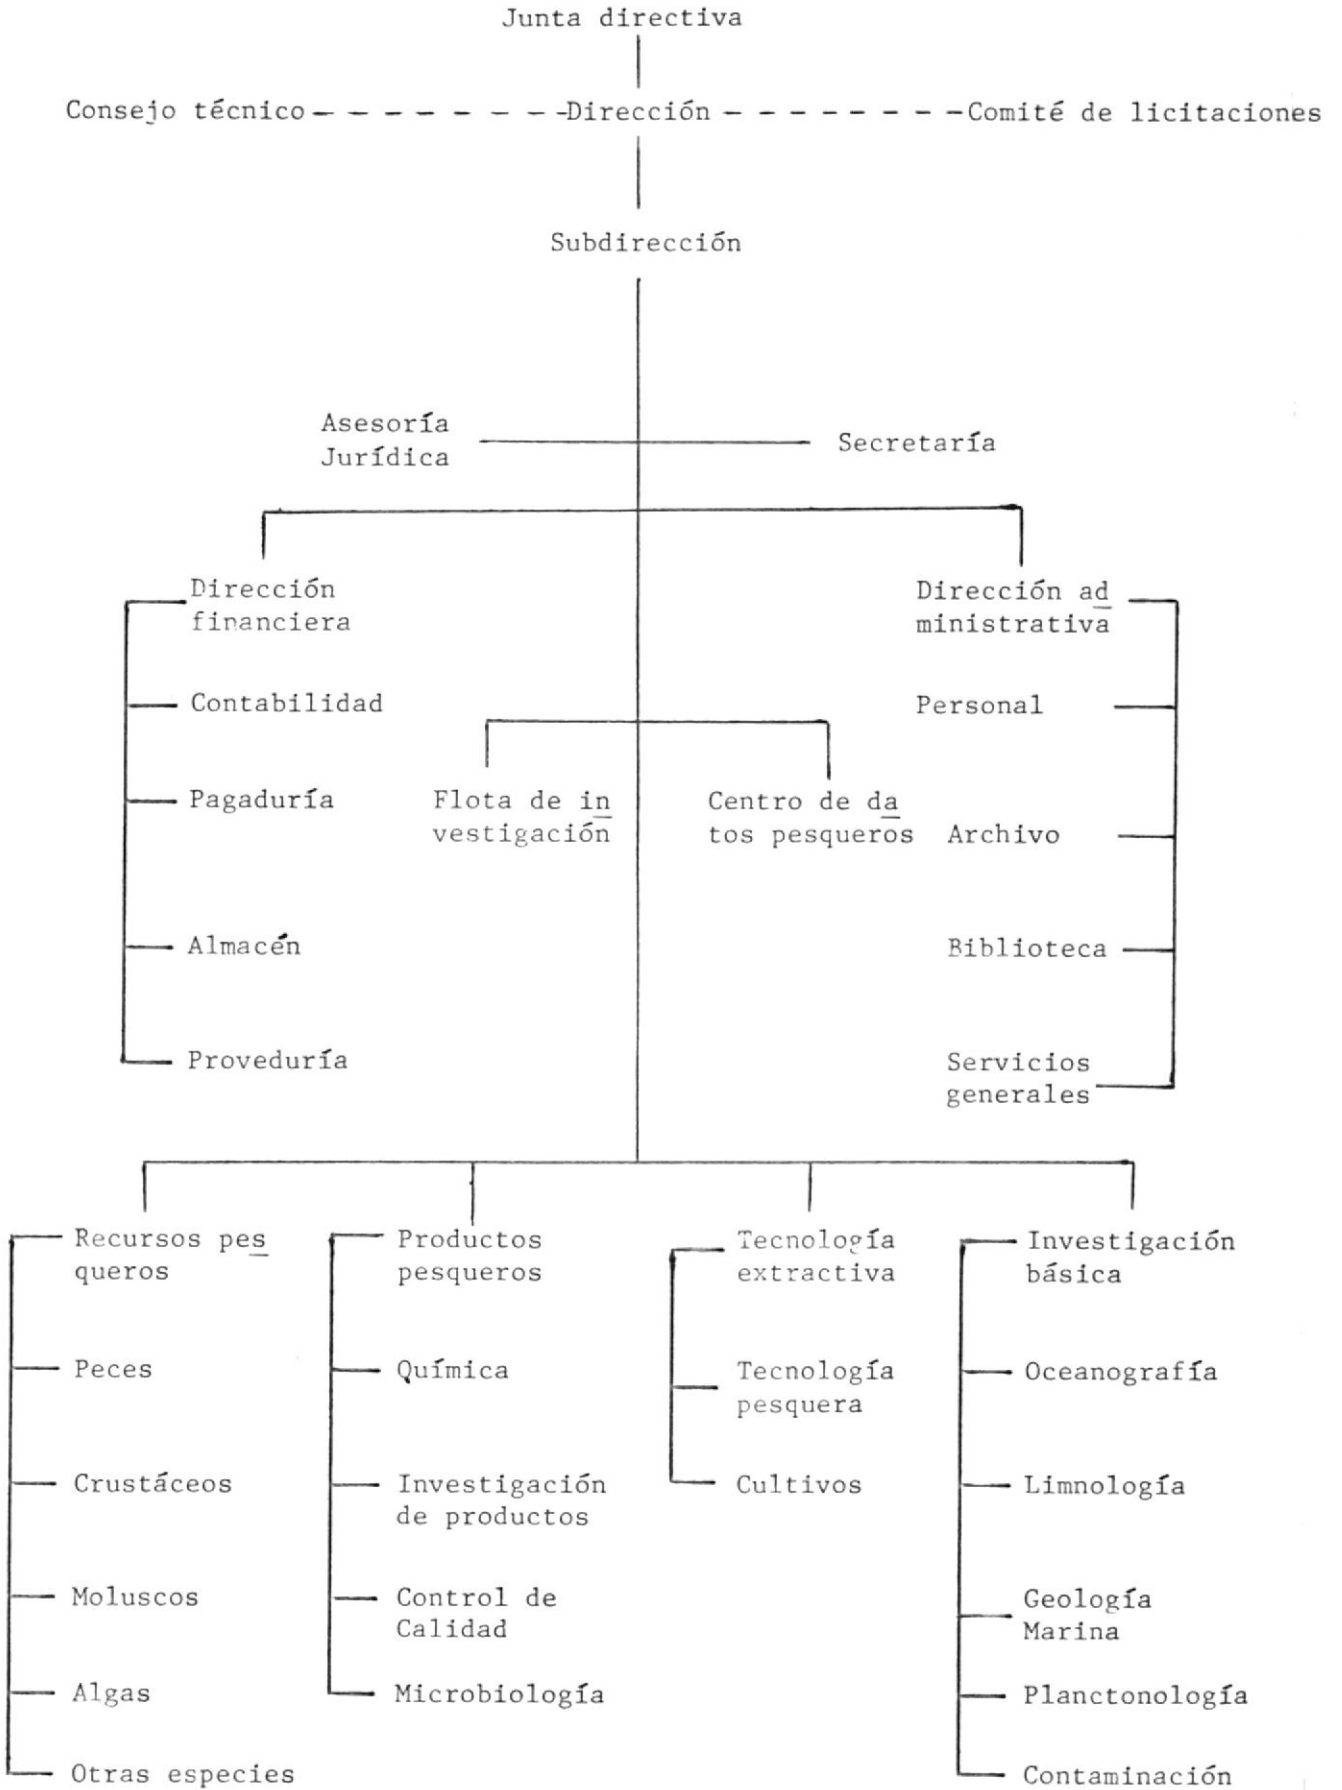 Junta directiva
Consejo técnico - - - - - - - - -Dirección - - - - - - - -Comité de licitaciones
Subdirección
Asesoría
Jurídica
Secretaría
Dirección
financiera
Contabilidad
Pagaduría
Almacén
Proveduría
Flota de in
vestigación
Centro de da
tos pesqueros
Dirección ad
ministrativa
Personal
Archivo
Biblioteca
Servicios
generales
Recursos pes
queros
Peces
Crustáceos
Moluscos
Algas
Otras especies
Productos
pesqueros
Química
Investigación
de productos
Control de
Calidad
Microbiología
Tecnología
extractiva
Tecnología
pesquera
Cultivos
Investigación
básica
Oceanografía
Limnología
Geología
Marina
Planctonología
Contaminación